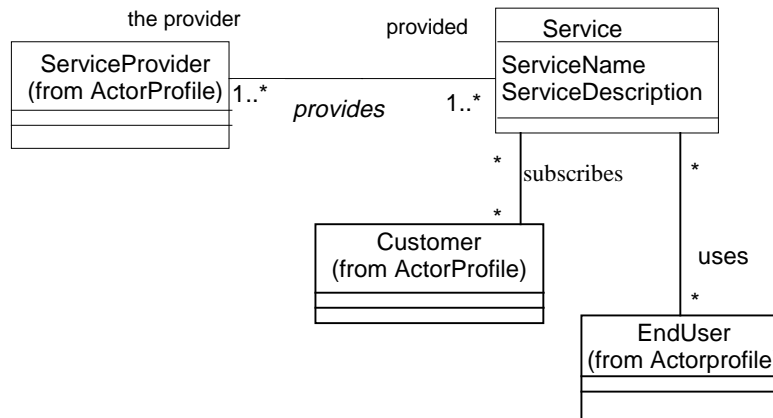 the provider
provided
Service
ServiceProvider
(from ActorProfile)
ServiceName
ServiceDescription
1..*
provides
1..*
*
subscribes
*
*
Customer
(from ActorProfile)
uses
*
EndUser
(from Actorprofile